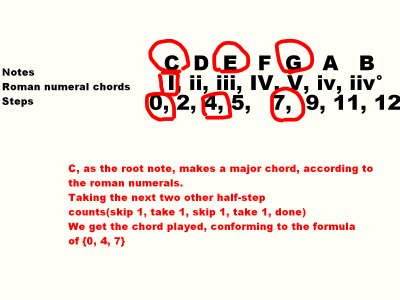 Notes C D E F G A B
Roman numeral chords I, ii, iii, IV, V, iv, iiv°
Steps 0, 2, 4, 5, 7, 9, 11, 12
C, as the root note, makes a major chord, according to
the roman numerals.
Taking the next two other half-step
counts(skip 1, take 1, skip 1, take 1, done)
We get the chord played, conforming to the formula
of {0, 4, 7}